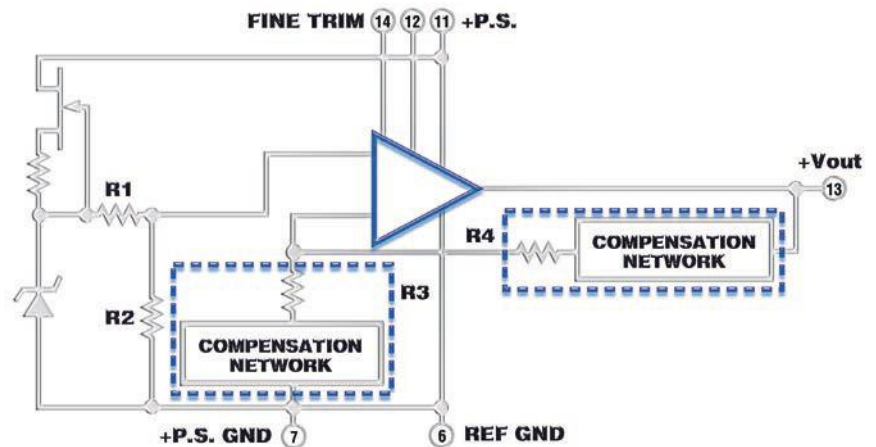 FINE TRIM 14 12 11 +P.S.
R1
+Vout
13
R4
COMPENSATION
NETWORK
R3
R2
COMPENSATION
NETWORK
+P.S. GND 7 6 REF GND